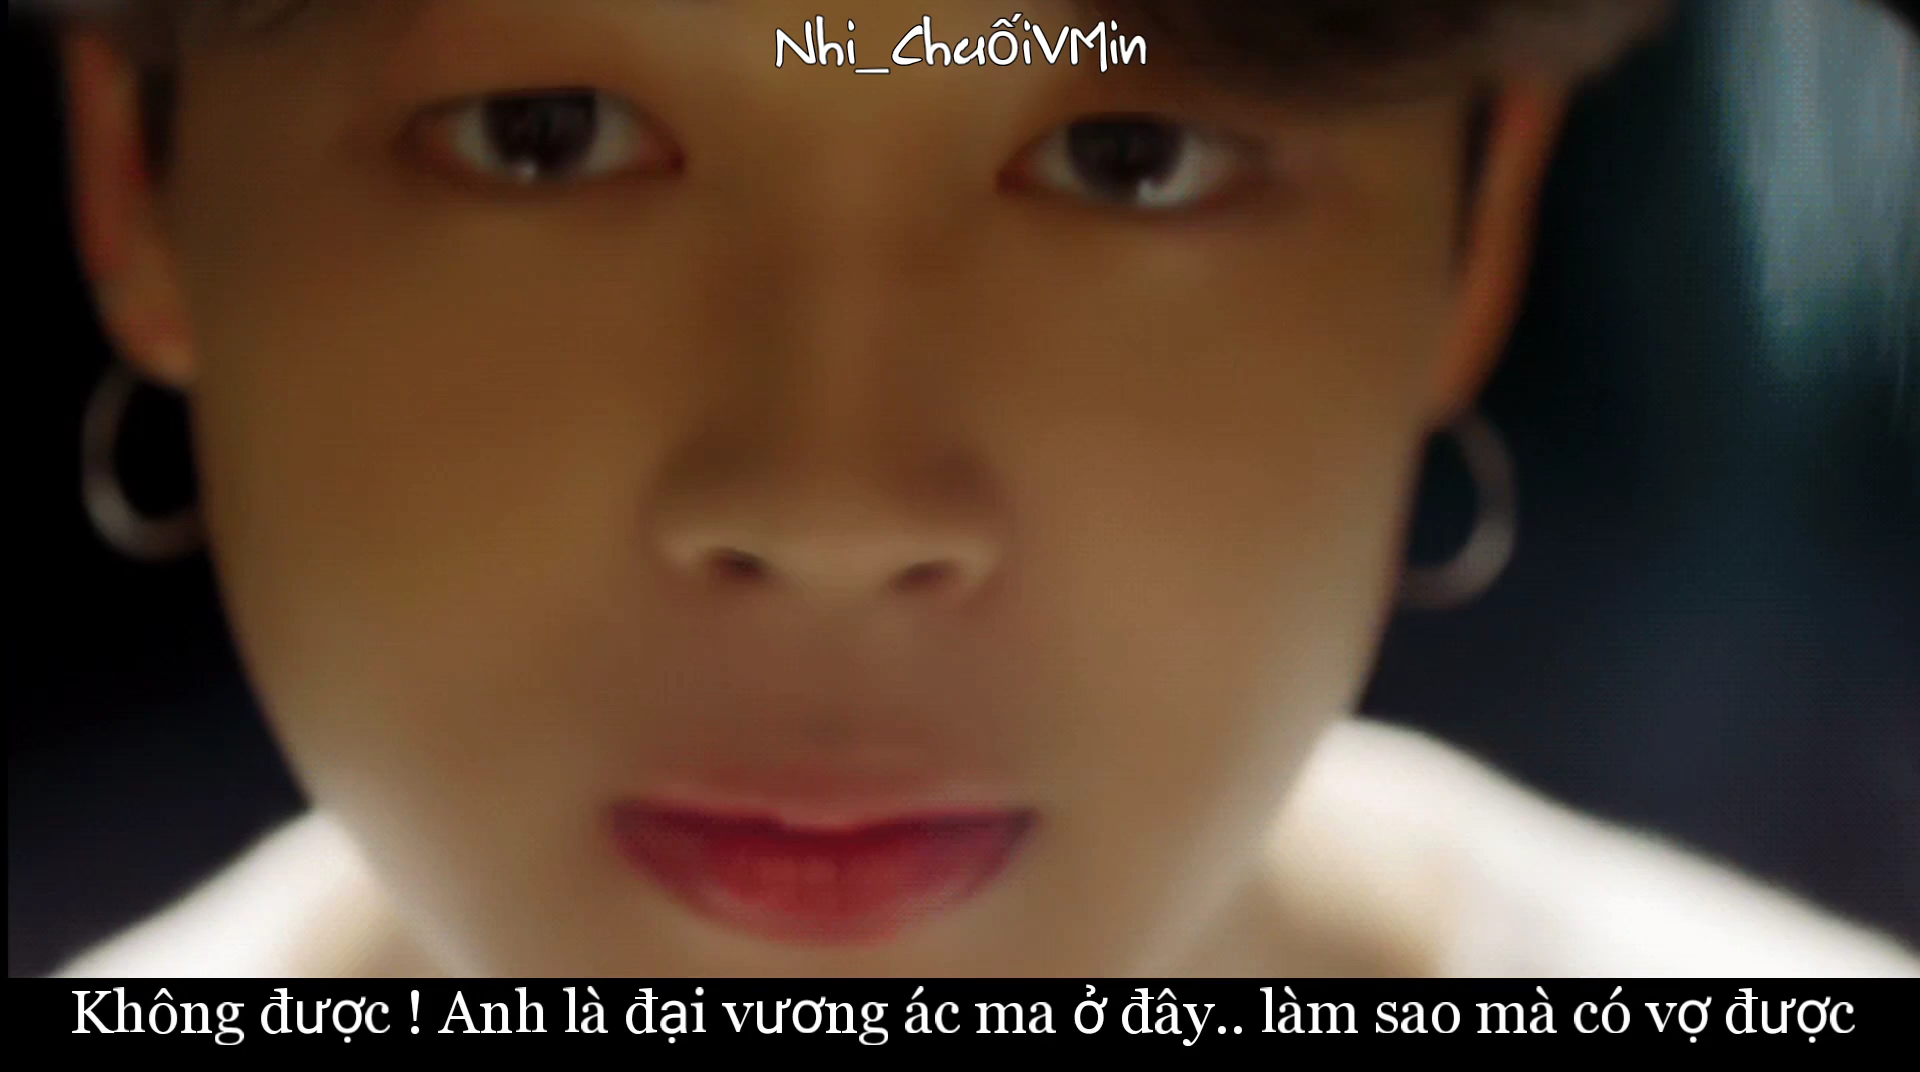 Nhi_ChuốiVMin
Không được ! Anh là đại vương ác ma ở đây.. làm sao mà có vợ được